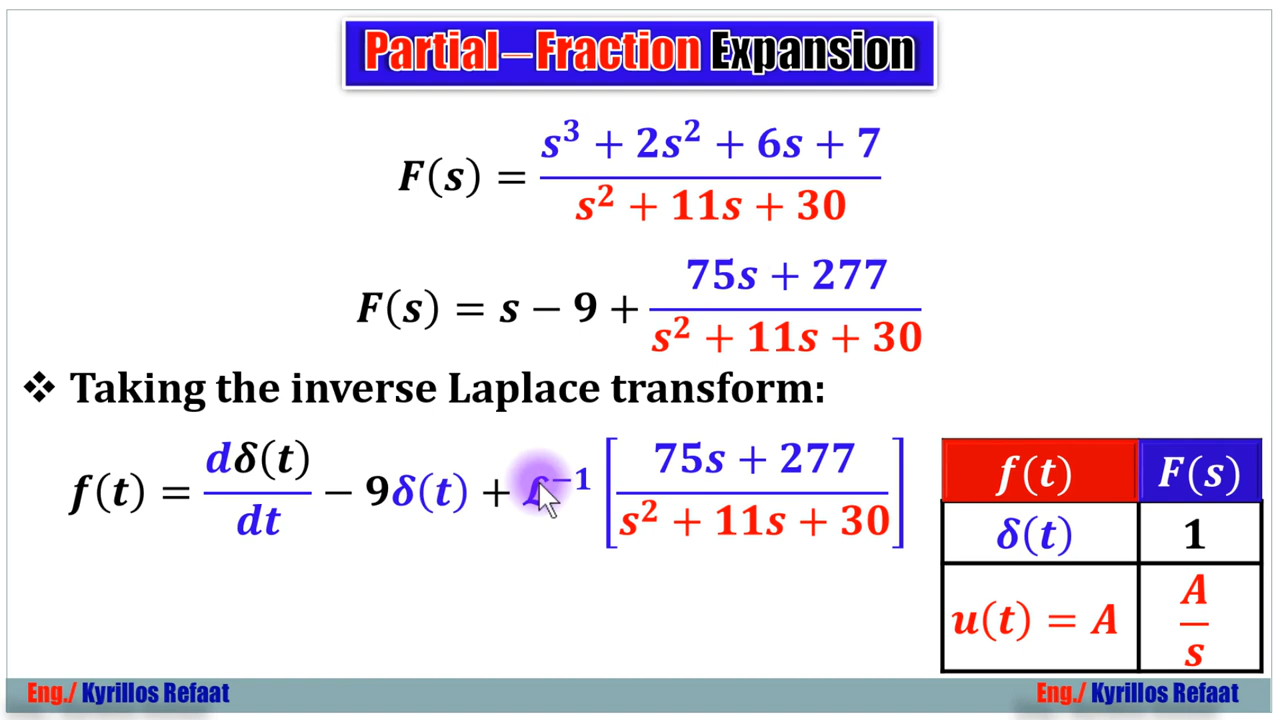 Partial–Fraction Expansion
F(s) = (s³ + 2s² + 6s + 7) / (s² + 11s + 30)
F(s) = s − 9 + (75s + 277) / (s² + 11s + 30)
❖ Taking the inverse Laplace transform:
f(t) = dδ(t)/dt − 9δ(t) + ℒ⁻¹ [(75s + 277) / (s² + 11s + 30)]
f(t) F(s)
δ(t) 1
u(t) = A A/s
Eng./ Kyrillos Refaat
Eng./ Kyrillos Refaat